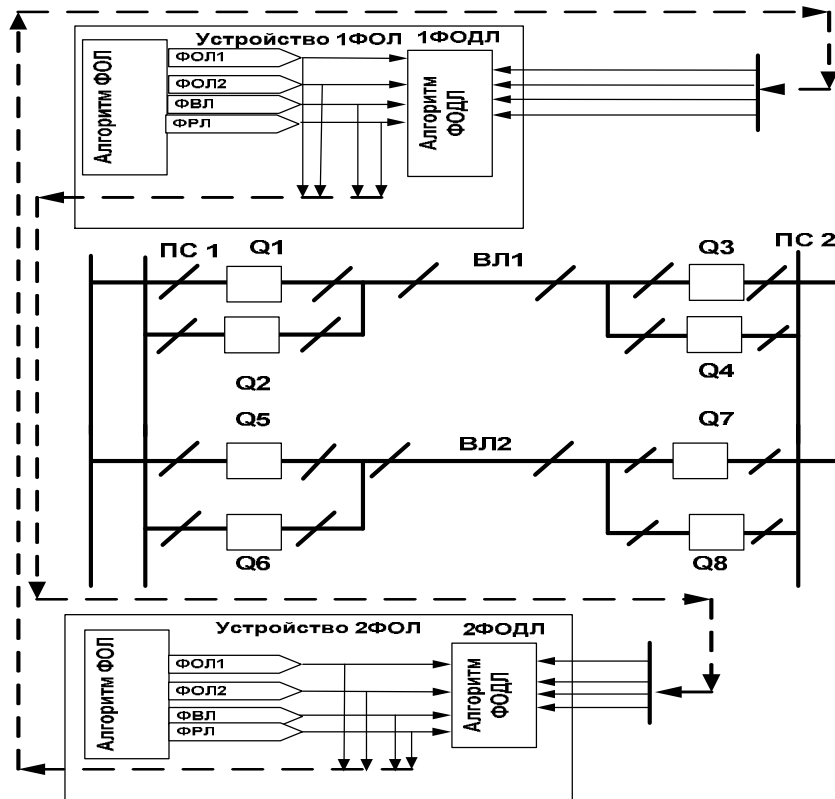 Устройство 1ФОЛ 1ФОДЛ
Алгоритм ФОЛ
ФОЛ1
ФОЛ2
ФВЛ
ФРЛ
Алгоритм
ФОДЛ
ПС 1
Q1
ВЛ1
Q3
ПС 2
Q2
Q4
Q5
ВЛ2
Q7
Q6
Q8
Устройство 2ФОЛ 2ФОДЛ
Алгоритм ФОЛ
ФОЛ1
ФОЛ2
ФВЛ
ФРЛ
Алгоритм
ФОДЛ